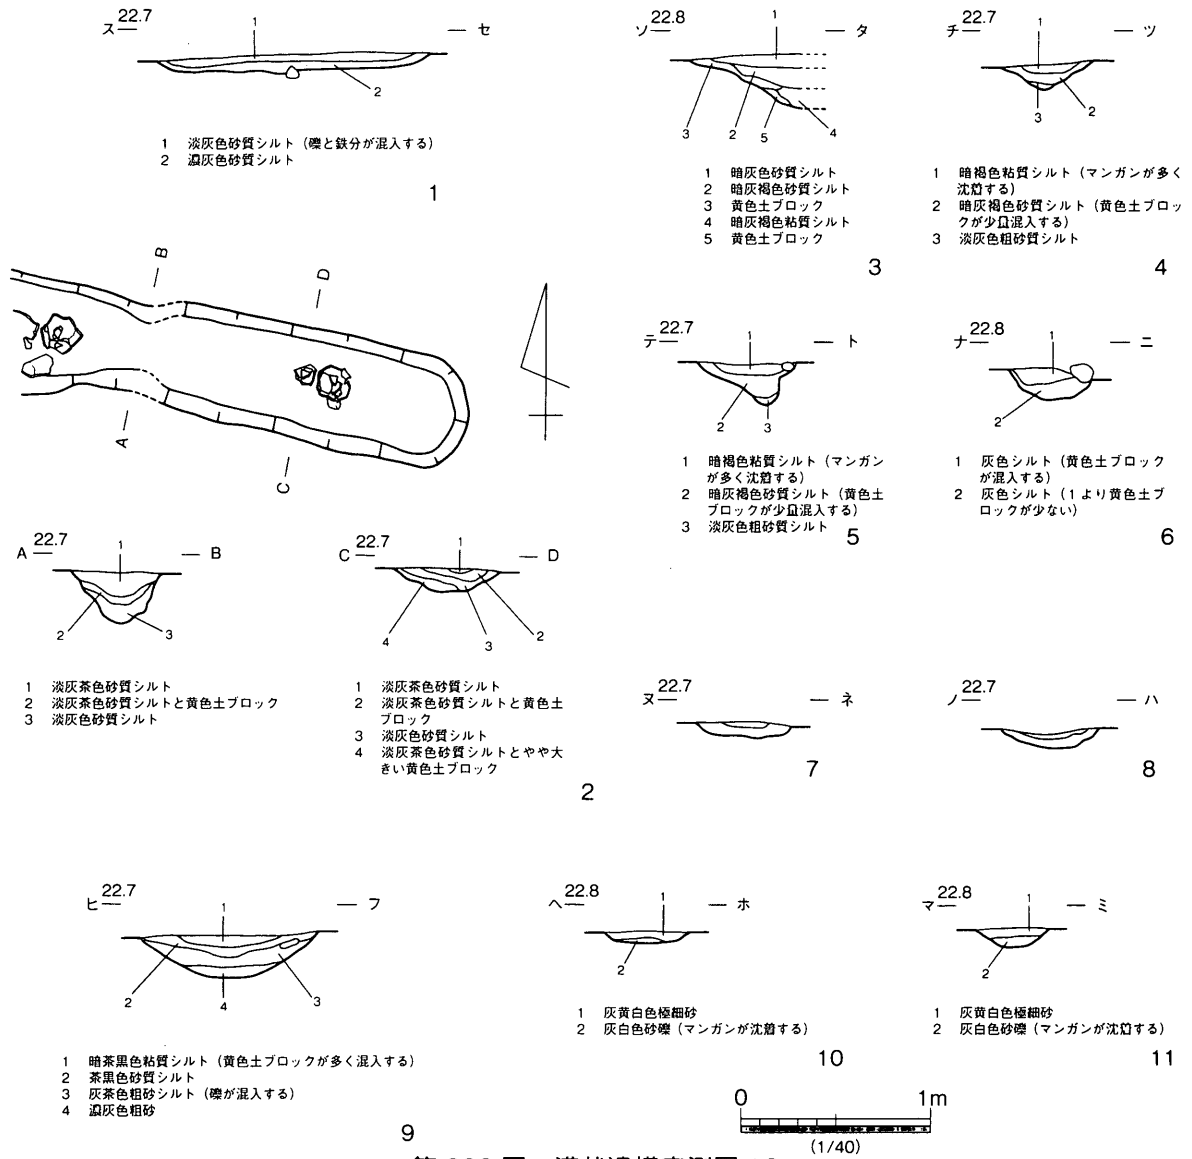 ス 22.7 1 セ
2
1 淡灰色砂質シルト（礫と鉄分が混入する）
2 濃灰色砂質シルト
1
B
D
A
C
A 22.7 1 B
2 3
1 淡灰茶色砂質シルト
2 淡灰茶色砂質シルトと黄色土ブロック
3 淡灰色砂質シルト
C 22.7 1 D
4 3 2
1 淡灰茶色砂質シルト
2 淡灰茶色砂質シルトと黄色土
ブロック
3 淡灰色砂質シルト
4 淡灰茶色砂質シルトとやや大
きい黄色土ブロック
2
ソ 22.8 1 タ
3 2 5 4
1 暗灰色砂質シルト
2 暗灰褐色砂質シルト
3 黄色土ブロック
4 暗灰褐色粘質シルト
5 黄色土ブロック
3
チ 22.7 1 ツ
3 2
1 暗褐色粘質シルト（マンガンが多く
沈着する）
2 暗灰褐色砂質シルト（黄色土ブロッ
クが少量混入する）
3 淡灰色粗砂質シルト
4
テ 22.7 1 ト
2 3
1 暗褐色粘質シルト（マンガン
が多く沈着する）
2 暗灰褐色砂質シルト（黄色土
ブロックが少量混入する）
3 淡灰色粗砂質シルト
5
ナ 22.8 1 ニ
2
1 灰色シルト（黄色土ブロック
が混入する）
2 灰色シルト（1より黄色土ブ
ロックが少ない）
6
ヌ 22.7 ネ
7
ノ 22.7 ハ
8
ヒ 22.7 1 フ
2 4 3
1 暗茶黒色粘質シルト（黄色土ブロックが多く混入する）
2 茶黒色砂質シルト
3 灰茶色粗砂シルト（礫が混入する）
4 濃灰色粗砂
9
ヘ 22.8 1 ホ
2
1 灰黄白色極細砂
2 灰白色砂礫（マンガンが沈着する）
10
マ 22.8 1 ミ
2
1 灰黄白色極細砂
2 灰白色砂礫（マンガンが沈着する）
11
0 1m
(1/40)